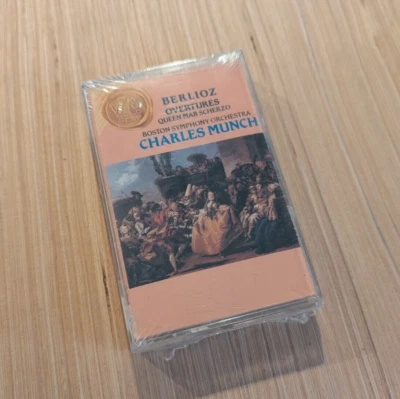 BERLIOZ
OVERTURES
QUEEN MAB SCHERZO
BOSTON SYMPHONY ORCHESTRA
CHARLES MUNCH